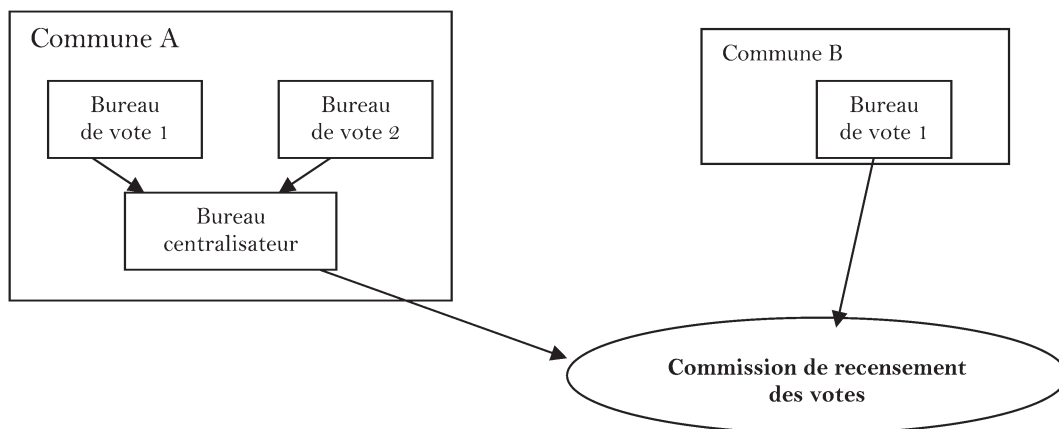 Commune A
Bureau
de vote 1
Bureau
de vote 2
Bureau
centralisateur
Commune B
Bureau
de vote 1
Commission de recensement
des votes